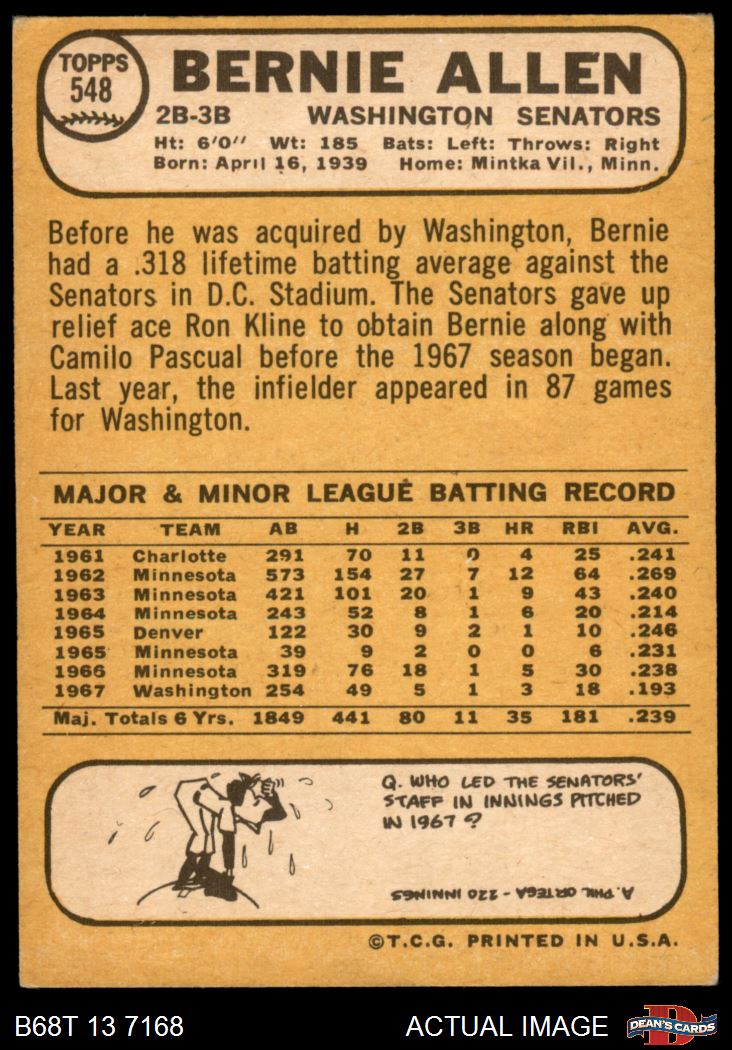 TOPPS
548
BERNIE ALLEN
2B-3B WASHINGTON SENATORS
Ht: 6'0'' Wt: 185 Bats: Left: Throws: Right
Born: April 16, 1939 Home: Mintka Vil., Minn.
Before he was acquired by Washington, Bernie
had a .318 lifetime batting average against the
Senators in D.C. Stadium. The Senators gave up
relief ace Ron Kline to obtain Bernie along with
Camilo Pascual before the 1967 season began.
Last year, the infielder appeared in 87 games
for Washington.
MAJOR & MINOR LEAGUE BATTING RECORD
YEAR TEAM AB H 2B 3B HR RBI AVG.
1961 Charlotte 291 70 11 0 4 25 .241
1962 Minnesota 573 154 27 7 12 64 .269
1963 Minnesota 421 101 20 1 9 43 .240
1964 Minnesota 243 52 8 1 6 20 .214
1965 Denver 122 30 9 2 1 10 .246
1965 Minnesota 39 9 2 0 0 6 .231
1966 Minnesota 319 76 18 1 5 30 .238
1967 Washington 254 49 5 1 3 18 .193
Maj. Totals 6 Yrs. 1849 441 80 11 35 181 .239
Q. WHO LED THE SENATORS'
STAFF IN INNINGS PITCHED
IN 1967?
A. PHIL ORTEGA - 220 INNINGS
©T.C.G. PRINTED IN U.S.A.
B68T 13 7168 ACTUAL IMAGE
D
DEAN'S CARDS